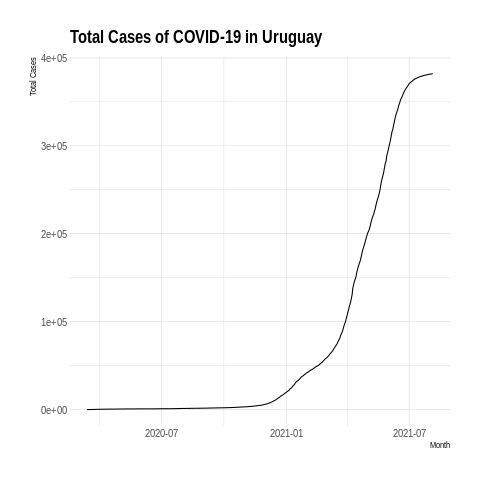 Total Cases of COVID-19 in Uruguay
Total Cases
4e+05
3e+05
2e+05
1e+05
0e+00
2020-07 2021-01 2021-07
Month